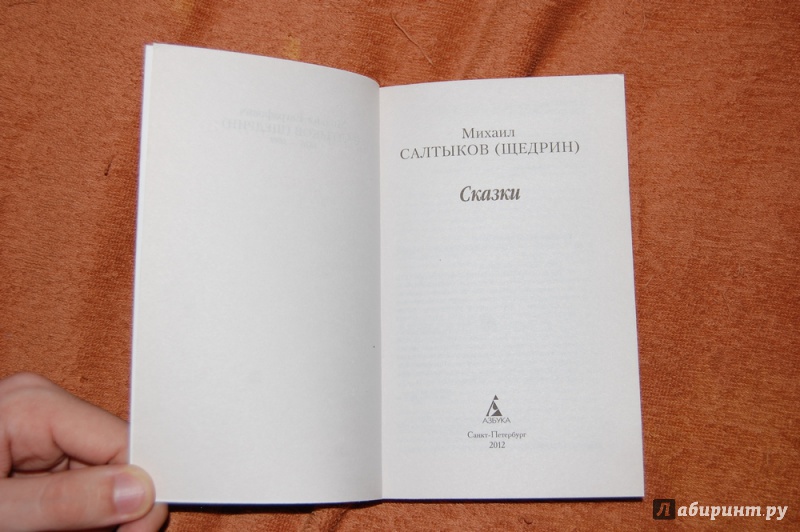 Михаил
САЛТЫКОВ (ЩЕДРИН)
Сказки
АЗБУКА
Санкт-Петербург
2012
Лабиринт.ру